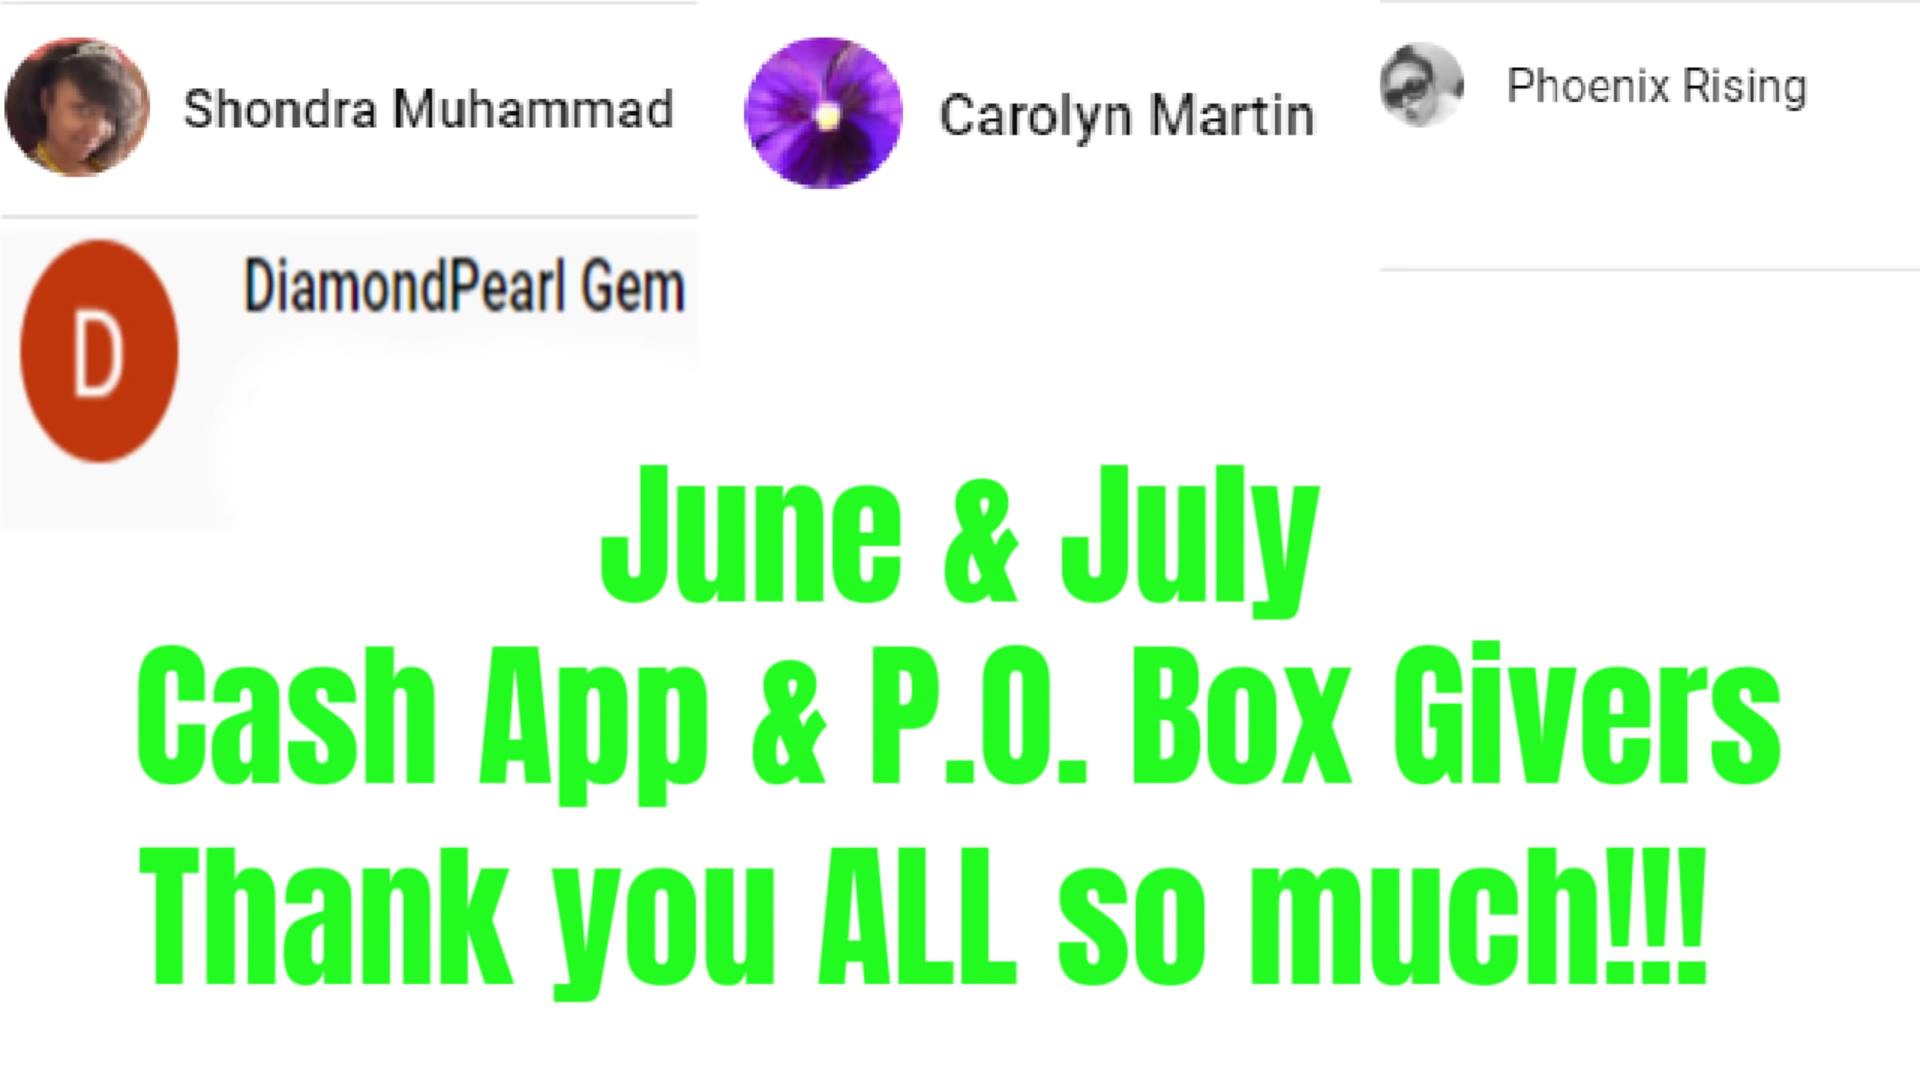 Shondra Muhammad
Carolyn Martin
Phoenix Rising
D
DiamondPearl Gem
June & July
Cash App & P.O. Box Givers
Thank you ALL so much!!!